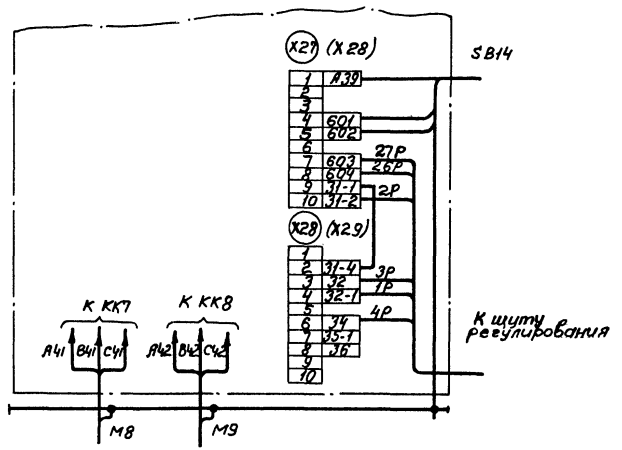 X27 (X28)
SB14
1 A39
2
3
4 601
5 602
6
7 603 27P
8 604 26P
9 31-1
10 31-2 2P
X28 (X29)
1
2 31-4
3 32 3P
4 32-1 1P
5
6 34 4P
7 35-1
8 36
9
10
К щиту
регулирования
К КК7
К КК8
A41 B41 C41
A42 B42 C42
M8
M9